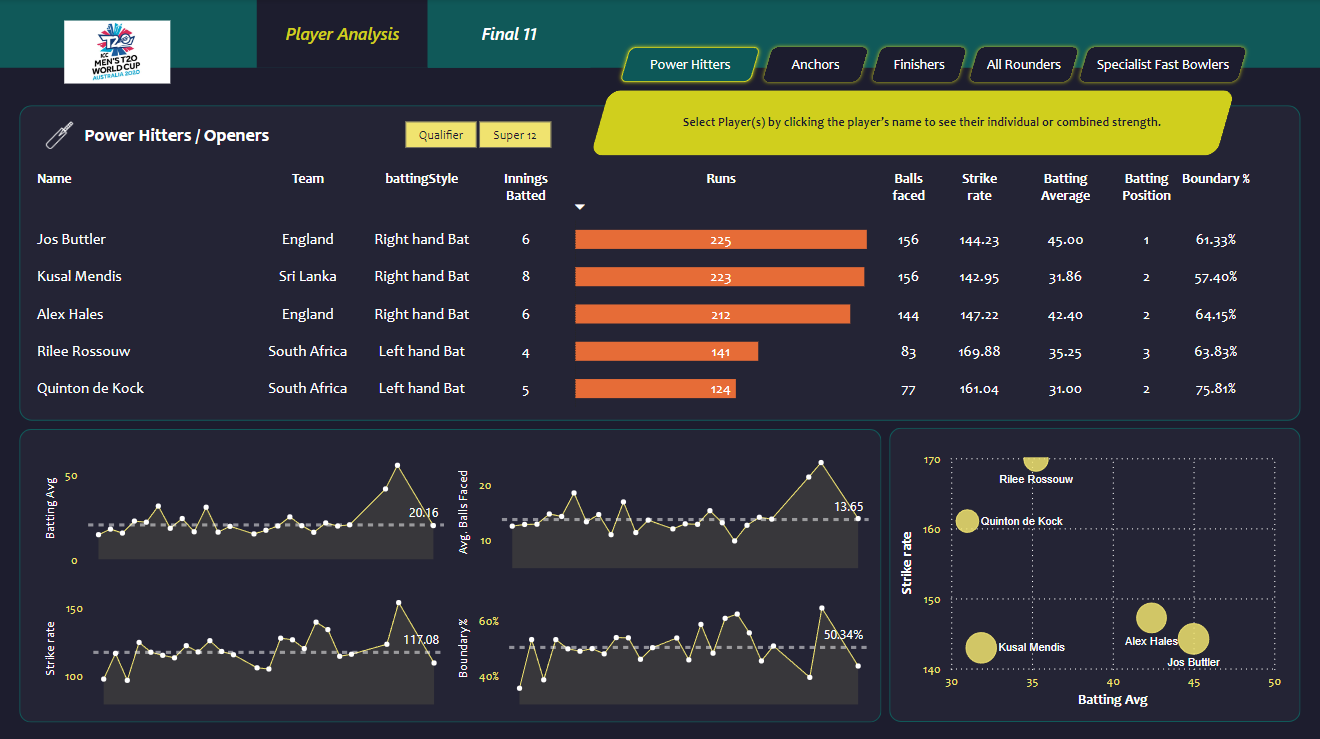 Player Analysis
Final 11
T20
ICC
MEN'S T20
WORLD CUP
AUSTRALIA 2020
Power Hitters
Anchors
Finishers
All Rounders
Specialist Fast Bowlers
Select Player(s) by clicking the player's name to see their individual or combined strength.
Power Hitters / Openers
Qualifier
Super 12
Name Team battingStyle Innings Batted Runs Balls faced Strike rate Batting Average Batting Position Boundary %
Jos Buttler England Right hand Bat 6 225 156 144.23 45.00 1 61.33%
Kusal Mendis Sri Lanka Right hand Bat 8 223 156 142.95 31.86 2 57.40%
Alex Hales England Right hand Bat 6 212 144 147.22 42.40 2 64.15%
Rilee Rossouw South Africa Left hand Bat 4 141 83 169.88 35.25 3 63.83%
Quinton de Kock South Africa Left hand Bat 5 124 77 161.04 31.00 2 75.81%
Batting Avg
50
0
20.16
Avg. Balls Faced
20
10
13.65
Strike rate
150
100
117.08
Boundary%
60%
40%
50.34%
Strike rate
170
160
150
140
Rilee Rossouw
Quinton de Kock
Alex Hales
Kusal Mendis
Jos Buttler
30 35 40 45 50
Batting Avg